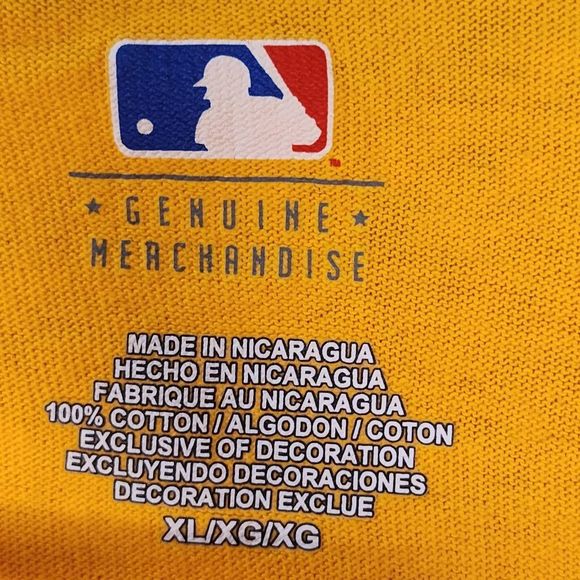 ★ GENUINE ★
MERCHANDISE
MADE IN NICARAGUA
HECHO EN NICARAGUA
FABRIQUE AU NICARAGUA
100% COTTON / ALGODON / COTON
EXCLUSIVE OF DECORATION
EXCLUYENDO DECORACIONES
DECORATION EXCLUE
XL/XG/XG